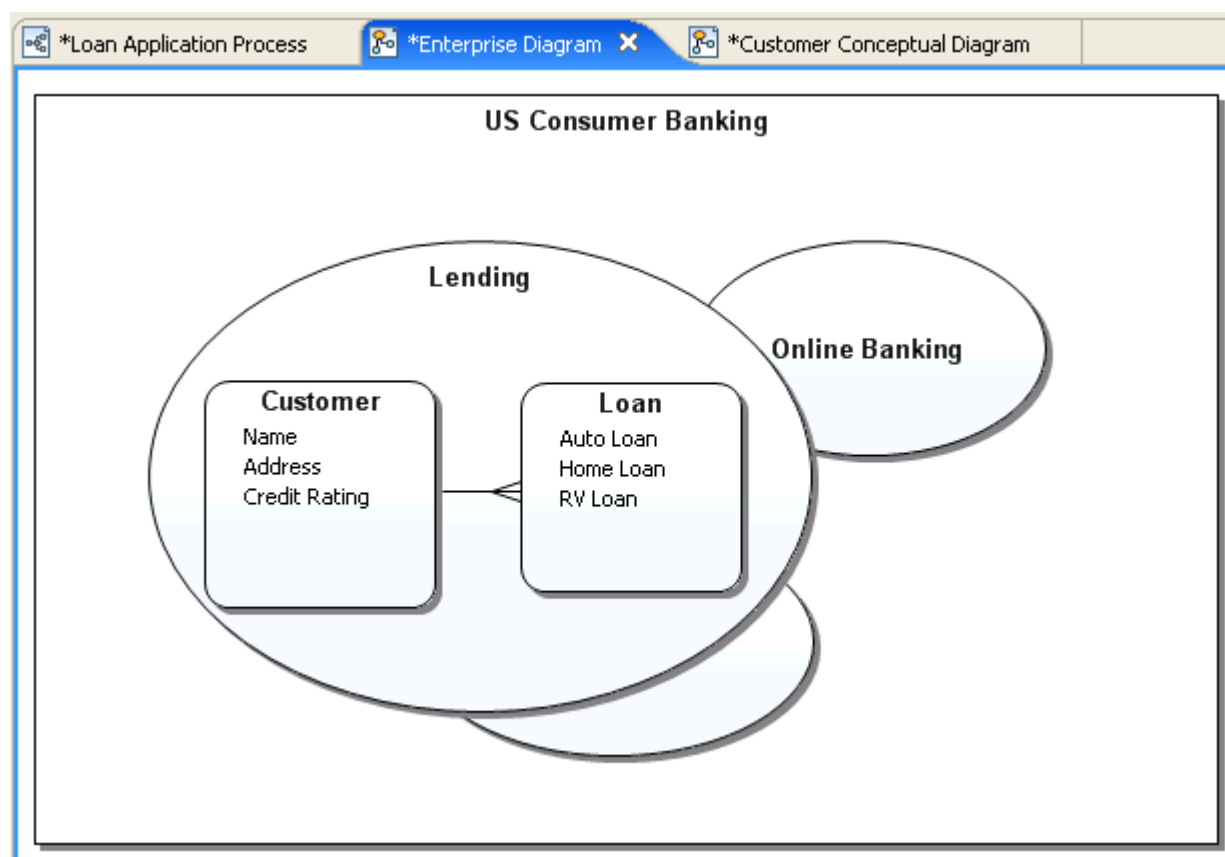 *Loan Application Process
*Enterprise Diagram
*Customer Conceptual Diagram
US Consumer Banking
Lending
Online Banking
Customer
Name
Address
Credit Rating
Loan
Auto Loan
Home Loan
RV Loan